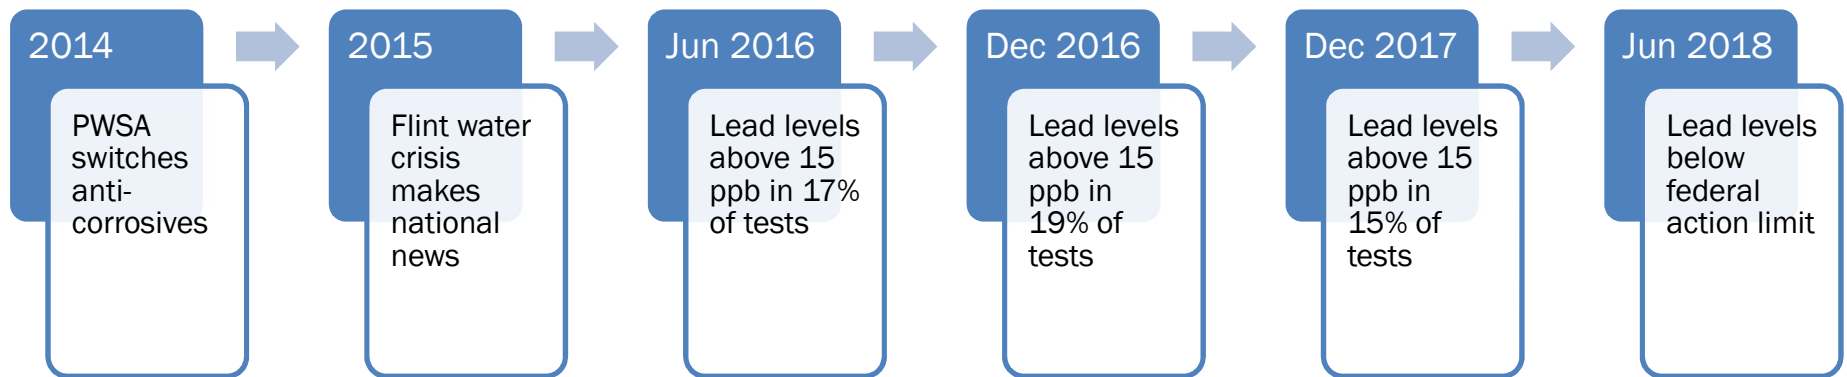 2014
PWSA
switches
anti-
corrosives
2015
Flint water
crisis
makes
national
news
Jun 2016
Lead levels
above 15
ppb in 17%
of tests
Dec 2016
Lead levels
above 15
ppb in
19% of
tests
Dec 2017
Lead levels
above 15
ppb in
15% of
tests
Jun 2018
Lead levels
below
federal
action limit